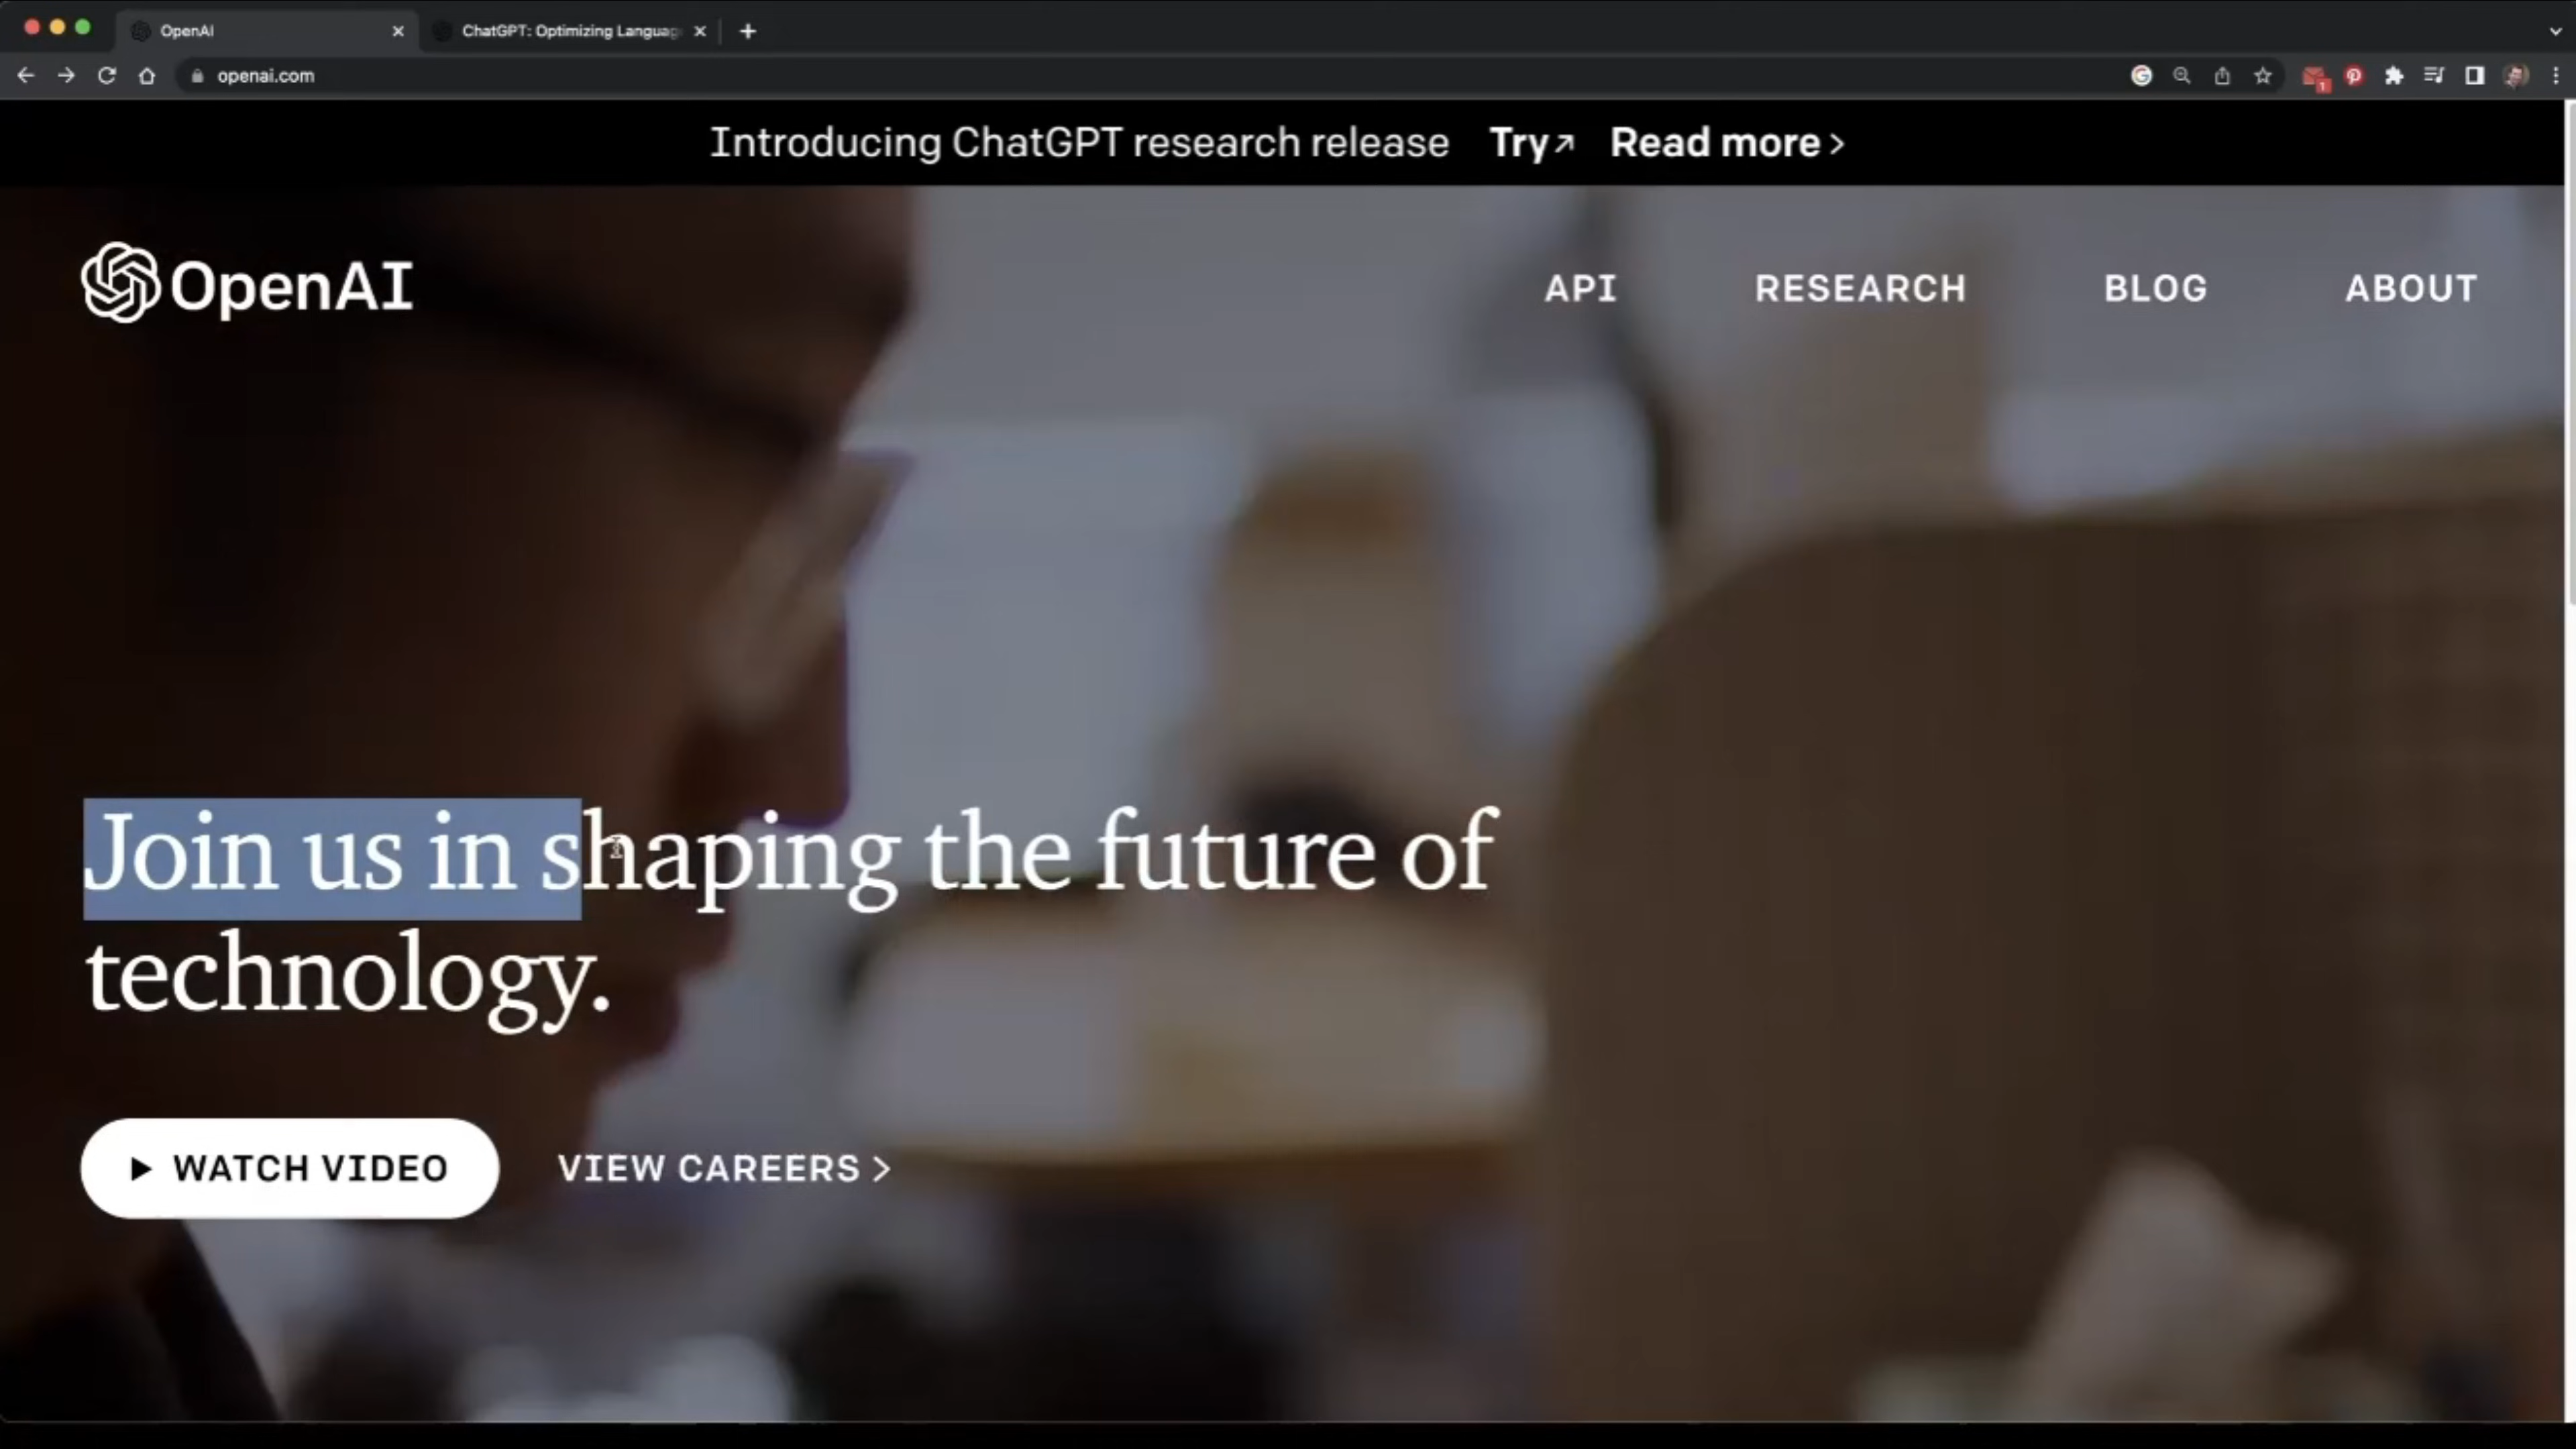 OpenAI
ChatGPT: Optimizing Languag
openai.com
1
Introducing ChatGPT research release Try↗ Read more >
OpenAI
API RESEARCH BLOG ABOUT
Join us in shaping the future of
technology.
WATCH VIDEO VIEW CAREERS >